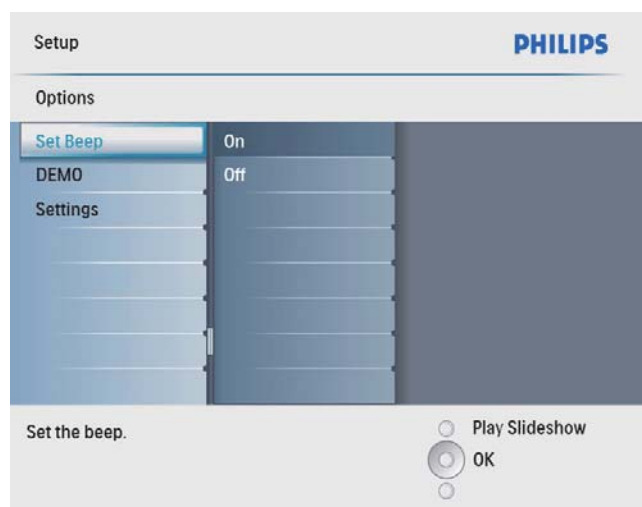 Setup
PHILIPS
Options
Set Beep
On
DEMO
Off
Settings
Set the beep.
Play Slideshow
OK